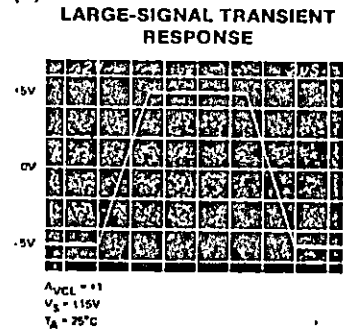 LARGE-SIGNAL TRANSIENT
RESPONSE
+5V
0V
-5V
AVCL = +1
VS = ±15V
TA = 25°C